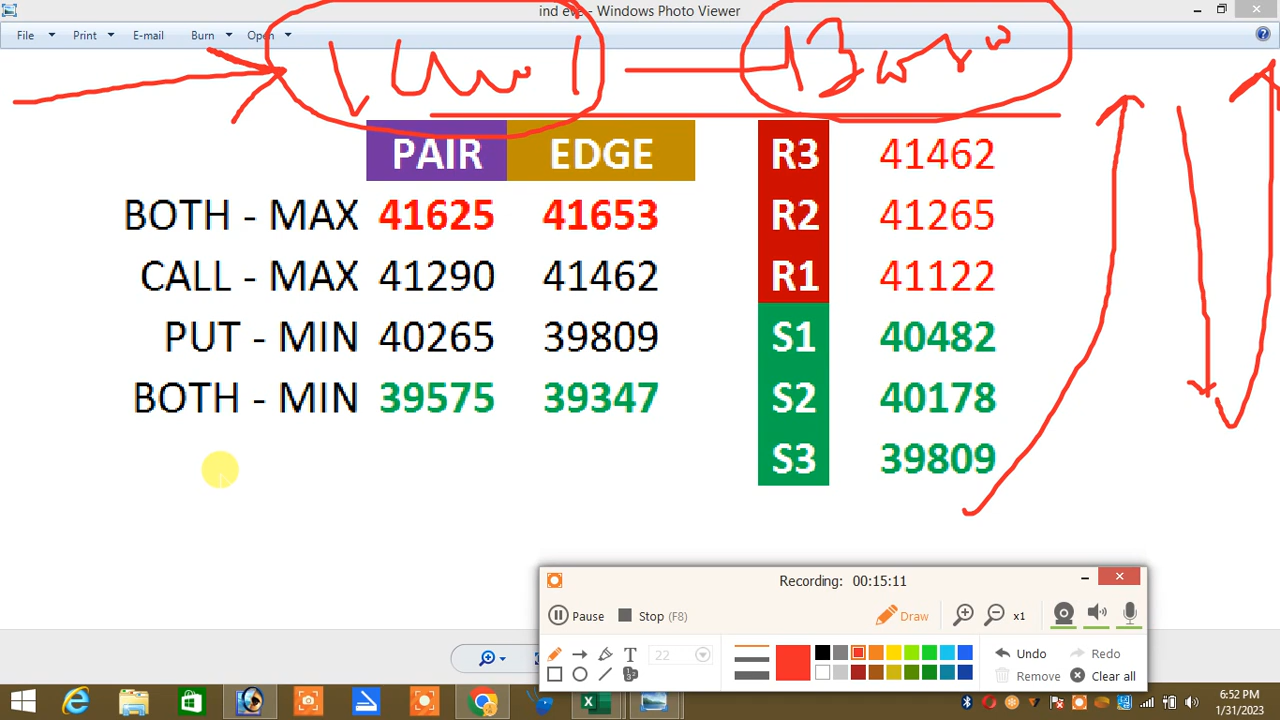 ind eve - Windows Photo Viewer
File Print E-mail Burn Open
PAIR EDGE
BOTH - MAX 41625 41653
CALL - MAX 41290 41462
PUT - MIN 40265 39809
BOTH - MIN 39575 39347
R3 41462
R2 41265
R1 41122
S1 40482
S2 40178
S3 39809
Recording: 00:15:11
Pause Stop (F8) Draw x1
T 22 Undo Redo
Remove Clear all
6:52 PM
1/31/2023